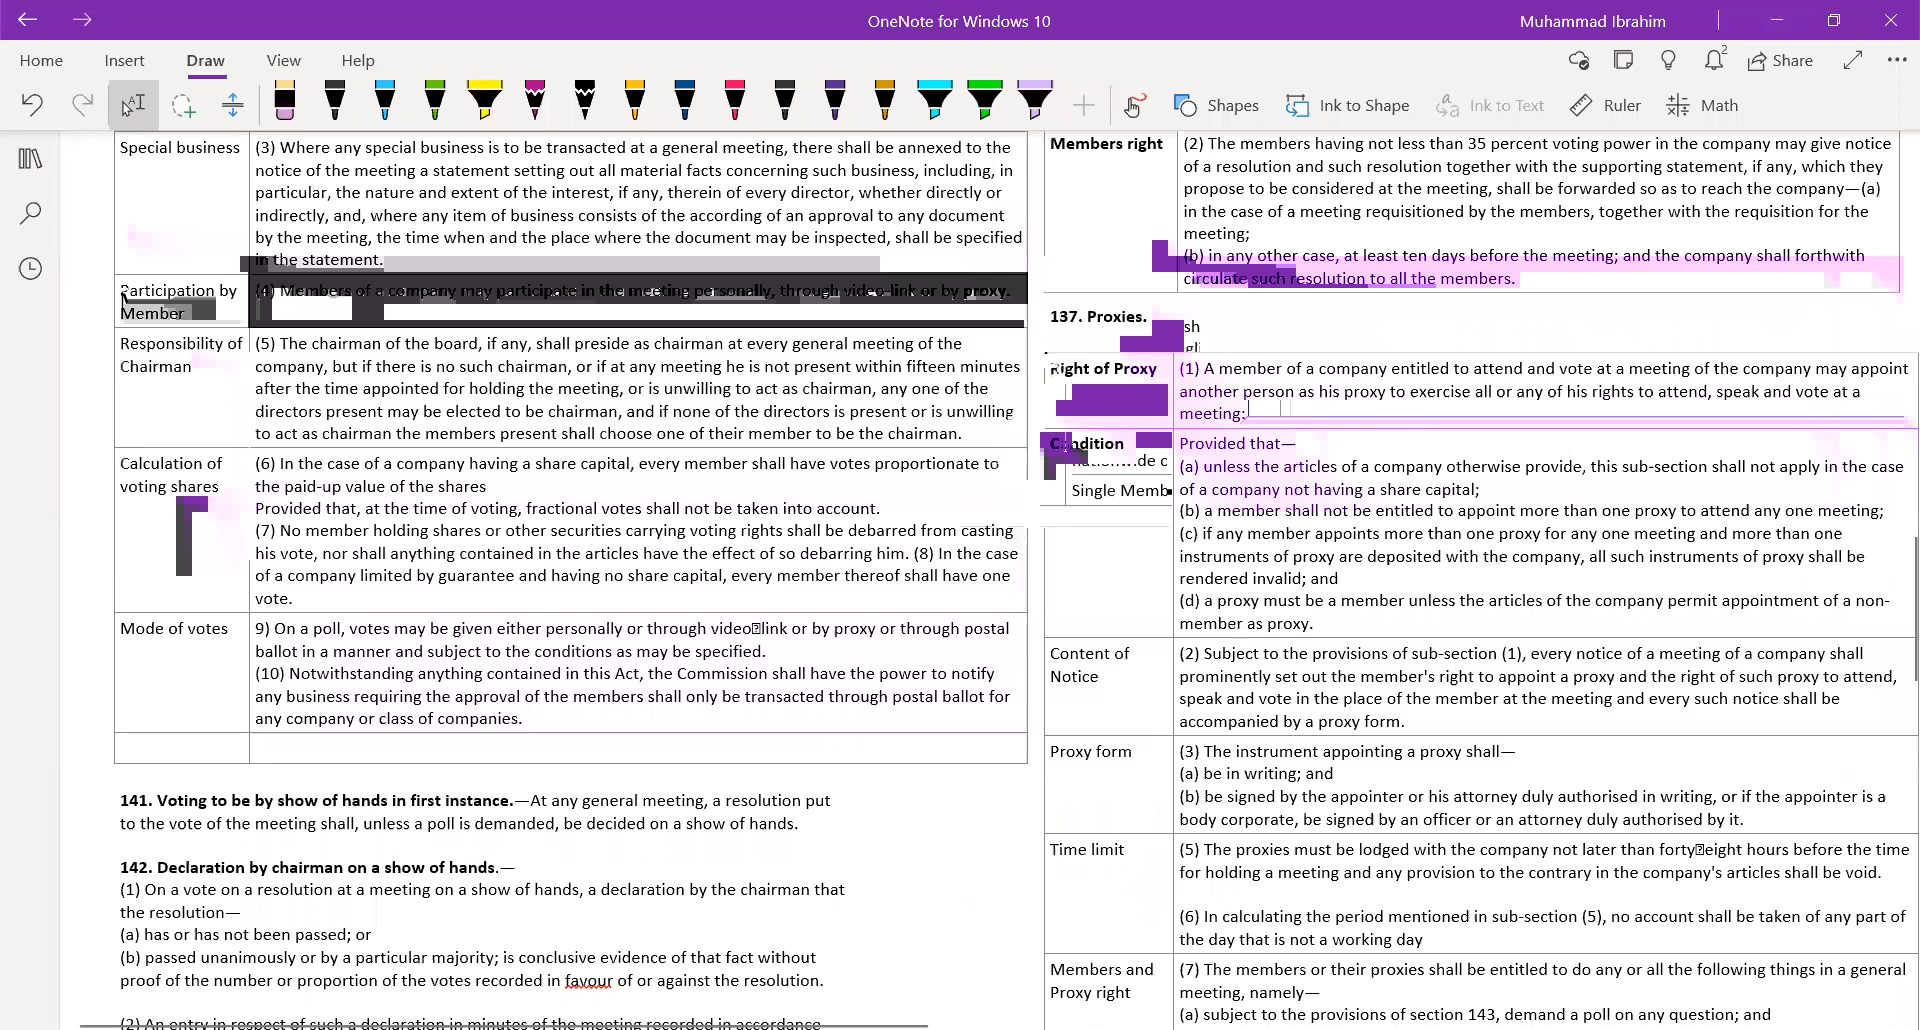 OneNote for Windows 10
Muhammad Ibrahim
Home
Insert
Draw
View
Help
2
Share
Shapes
Ink to Shape
Ink to Text
Ruler
Math
Special business
(3) Where any special business is to be transacted at a general meeting, there shall be annexed to the
notice of the meeting a statement setting out all material facts concerning such business, including, in
particular, the nature and extent of the interest, if any, therein of every director, whether directly or
indirectly, and, where any item of business consists of the according of an approval to any document
by the meeting, the time when and the place where the document may be inspected, shall be specified
in the statement.
Participation by
Member
(4) Members of a company may participate in the meeting personally, through video-link or by proxy.
Responsibility of
Chairman
(5) The chairman of the board, if any, shall preside as chairman at every general meeting of the
company, but if there is no such chairman, or if at any meeting he is not present within fifteen minutes
after the time appointed for holding the meeting, or is unwilling to act as chairman, any one of the
directors present may be elected to be chairman, and if none of the directors is present or is unwilling
to act as chairman the members present shall choose one of their member to be the chairman.
Calculation of
voting shares
(6) In the case of a company having a share capital, every member shall have votes proportionate to
the paid-up value of the shares
Provided that, at the time of voting, fractional votes shall not be taken into account.
(7) No member holding shares or other securities carrying voting rights shall be debarred from casting
his vote, nor shall anything contained in the articles have the effect of so debarring him. (8) In the case
of a company limited by guarantee and having no share capital, every member thereof shall have one
vote.
Mode of votes
9) On a poll, votes may be given either personally or through video link or by proxy or through postal
ballot in a manner and subject to the conditions as may be specified.
(10) Notwithstanding anything contained in this Act, the Commission shall have the power to notify
any business requiring the approval of the members shall only be transacted through postal ballot for
any company or class of companies.
141. Voting to be by show of hands in first instance.—At any general meeting, a resolution put
to the vote of the meeting shall, unless a poll is demanded, be decided on a show of hands.
142. Declaration by chairman on a show of hands.—
(1) On a vote on a resolution at a meeting on a show of hands, a declaration by the chairman that
the resolution—
(a) has or has not been passed; or
(b) passed unanimously or by a particular majority; is conclusive evidence of that fact without
proof of the number or proportion of the votes recorded in favour of or against the resolution.
(2) An entry in respect of such a declaration in minutes of the meeting recorded in accordance
Members right
(2) The members having not less than 35 percent voting power in the company may give notice
of a resolution and such resolution together with the supporting statement, if any, which they
propose to be considered at the meeting, shall be forwarded so as to reach the company—(a)
in the case of a meeting requisitioned by the members, together with the requisition for the
meeting;
(b) in any other case, at least ten days before the meeting; and the company shall forthwith
circulate such resolution to all the members.
137. Proxies.
sh
Right of Proxy
(1) A member of a company entitled to attend and vote at a meeting of the company may appoint
another person as his proxy to exercise all or any of his rights to attend, speak and vote at a
meeting:
Condition
nationwide c
Single Memb
Provided that—
(a) unless the articles of a company otherwise provide, this sub-section shall not apply in the case
of a company not having a share capital;
(b) a member shall not be entitled to appoint more than one proxy to attend any one meeting;
(c) if any member appoints more than one proxy for any one meeting and more than one
instruments of proxy are deposited with the company, all such instruments of proxy shall be
rendered invalid; and
(d) a proxy must be a member unless the articles of the company permit appointment of a non-
member as proxy.
Content of
Notice
(2) Subject to the provisions of sub-section (1), every notice of a meeting of a company shall
prominently set out the member's right to appoint a proxy and the right of such proxy to attend,
speak and vote in the place of the member at the meeting and every such notice shall be
accompanied by a proxy form.
Proxy form
(3) The instrument appointing a proxy shall—
(a) be in writing; and
(b) be signed by the appointer or his attorney duly authorised in writing, or if the appointer is a
body corporate, be signed by an officer or an attorney duly authorised by it.
Time limit
(5) The proxies must be lodged with the company not later than forty eight hours before the time
for holding a meeting and any provision to the contrary in the company's articles shall be void.
(6) In calculating the period mentioned in sub-section (5), no account shall be taken of any part of
the day that is not a working day
Members and
Proxy right
(7) The members or their proxies shall be entitled to do any or all the following things in a general
meeting, namely—
(a) subject to the provisions of section 143, demand a poll on any question; and